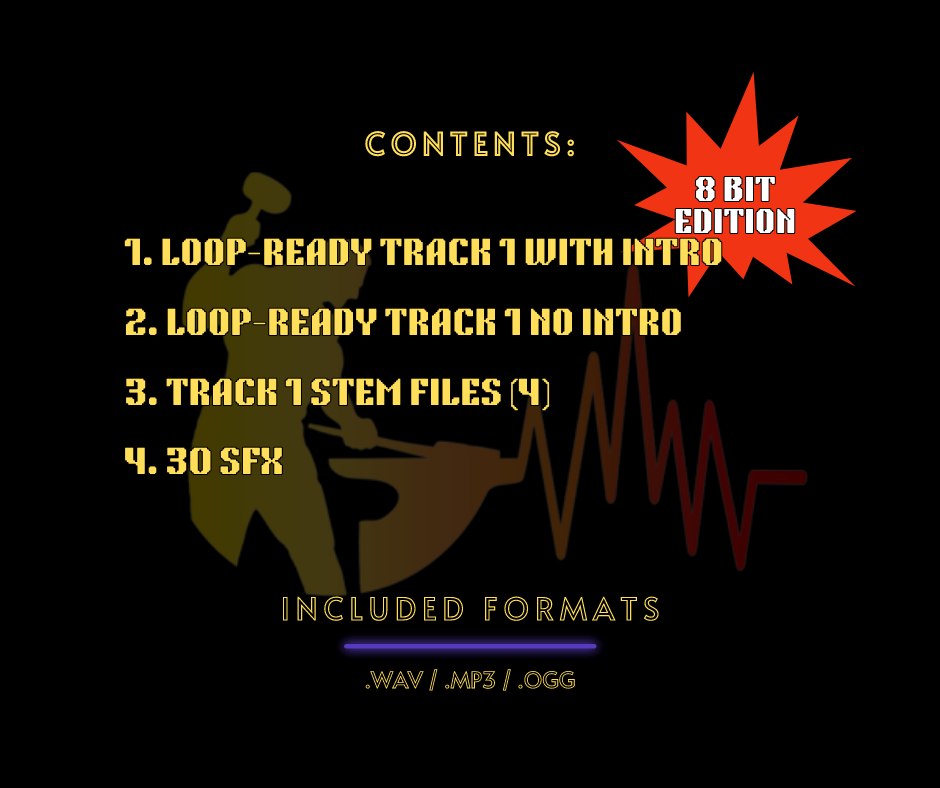 CONTENTS:
8 BIT
EDITION
1. LOOP-READY TRACK 1 WITH INTRO
2. LOOP-READY TRACK 1 NO INTRO
3. TRACK 1 STEM FILES (4)
4. 30 SFX
INCLUDED FORMATS
.WAV / .MP3 / .OGG